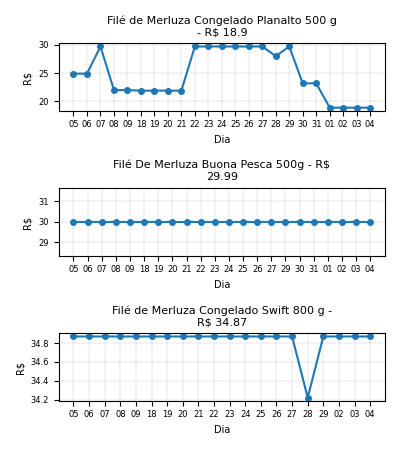 Filé de Merluza Congelado Planalto 500 g
- R$ 18.9
30
25
20
R$
05 06 07 08 09 18 19 20 21 22 23 24 25 26 27 28 29 30 31 01 02 03 04
Dia
Filé De Merluza Buona Pesca 500g - R$
29.99
31
30
29
R$
05 06 07 08 09 18 19 20 21 22 23 24 25 26 27 29 30 31 01 02 03 04
Dia
Filé de Merluza Congelado Swift 800 g -
R$ 34.87
34.8
34.6
34.4
34.2
R$
05 06 07 08 09 18 19 20 21 22 23 24 25 26 27 28 29 02 03 04
Dia